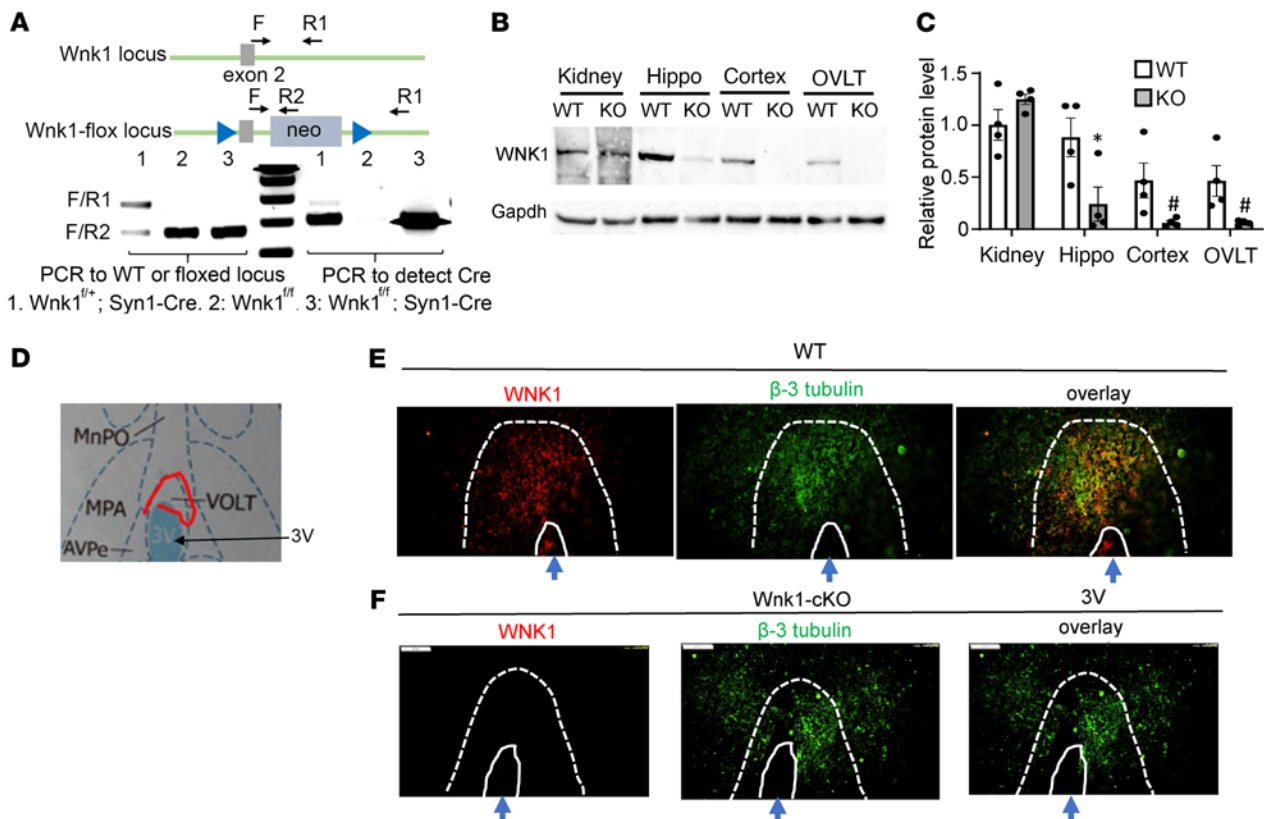 A
F R1
Wnk1 locus
exon 2
F R2 R1
Wnk1-flox locus
neo
1 2 3 1 2 3
F/R1
F/R2
PCR to WT or floxed locus PCR to detect Cre
1. Wnk1f/+; Syn1-Cre. 2: Wnk1f/f. 3: Wnk1f/f; Syn1-Cre
B
Kidney Hippo Cortex OVLT
WT KO WT KO WT KO WT KO
WNK1
Gapdh
C
WT
KO
Relative protein level
1.5
1.0
0.5
0
* # #
Kidney Hippo Cortex OVLT
D
MnPO
MPA
VOLT
3V
3V
AVPe
E
WT
WNK1 β-3 tubulin overlay
F
Wnk1-cKO 3V
WNK1 β-3 tubulin overlay